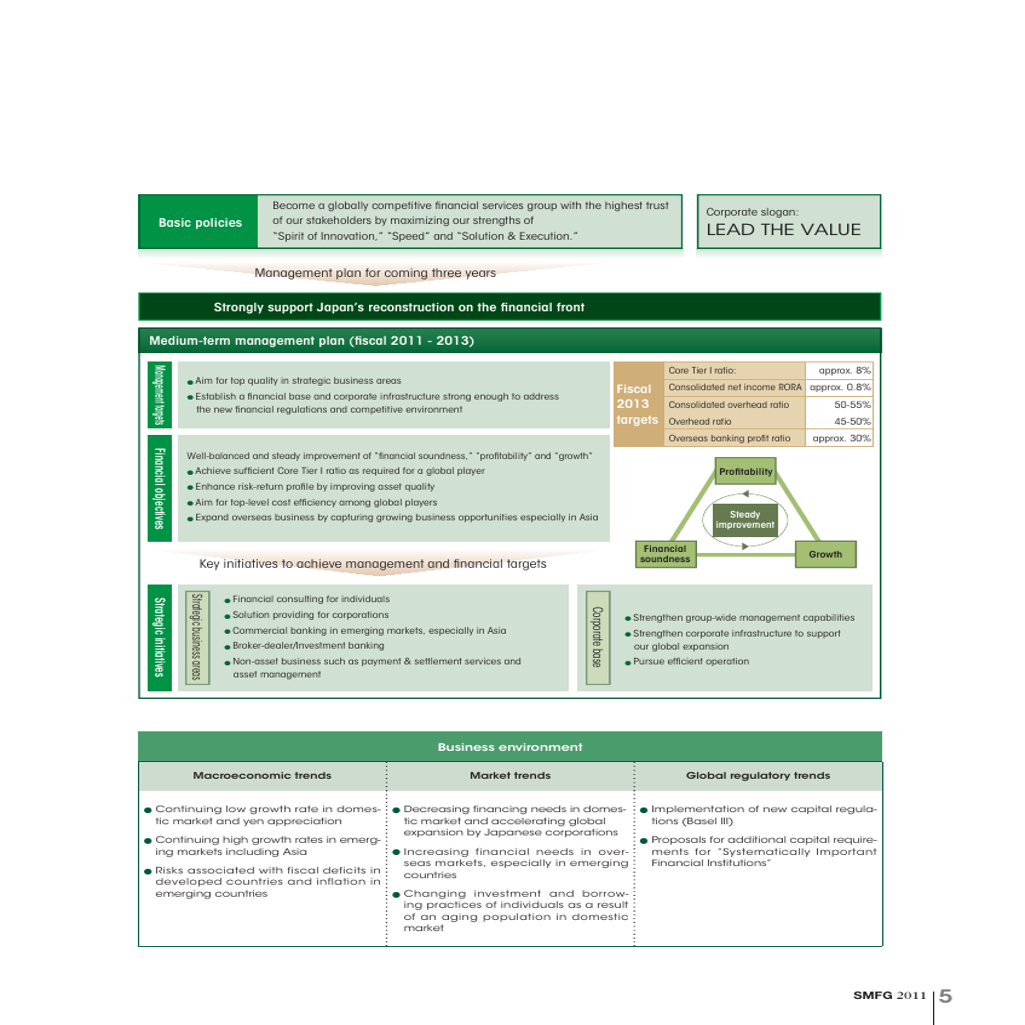 Basic policies
Become a globally competitive financial services group with the highest trust
of our stakeholders by maximizing our strengths of
“Spirit of Innovation,” “Speed” and “Solution & Execution.”
Corporate slogan:
LEAD THE VALUE
Management plan for coming three years
Strongly support Japan’s reconstruction on the financial front
Medium-term management plan (fiscal 2011 - 2013)
Management targets
● Aim for top quality in strategic business areas
● Establish a financial base and corporate infrastructure strong enough to address
the new financial regulations and competitive environment
Fiscal
2013
targets
Core Tier I ratio: approx. 8%
Consolidated net income RORA approx. 0.8%
Consolidated overhead ratio 50-55%
Overhead ratio 45-50%
Overseas banking profit ratio approx. 30%
Financial objectives
Well-balanced and steady improvement of “financial soundness,” “profitability” and “growth”
● Achieve sufficient Core Tier I ratio as required for a global player
● Enhance risk-return profile by improving asset quality
● Aim for top-level cost efficiency among global players
● Expand overseas business by capturing growing business opportunities especially in Asia
Profitability
Steady
improvement
Financial
soundness
Growth
Key initiatives to achieve management and financial targets
Strategic initiatives
Strategic business areas
● Financial consulting for individuals
● Solution providing for corporations
● Commercial banking in emerging markets, especially in Asia
● Broker-dealer/Investment banking
● Non-asset business such as payment & settlement services and
asset management
Corporate base
● Strengthen group-wide management capabilities
● Strengthen corporate infrastructure to support
our global expansion
● Pursue efficient operation
Business environment
Macroeconomic trends
● Continuing low growth rate in domes-
tic market and yen appreciation
● Continuing high growth rates in emerg-
ing markets including Asia
● Risks associated with fiscal deficits in
developed countries and inflation in
emerging countries
Market trends
● Decreasing financing needs in domes-
tic market and accelerating global
expansion by Japanese corporations
● Increasing financial needs in over-
seas markets, especially in emerging
countries
● Changing investment and borrow-
ing practices of individuals as a result
of an aging population in domestic
market
Global regulatory trends
● Implementation of new capital regula-
tions (Basel III)
● Proposals for additional capital require-
ments for “Systematically Important
Financial Institutions”
SMFG 2011 5